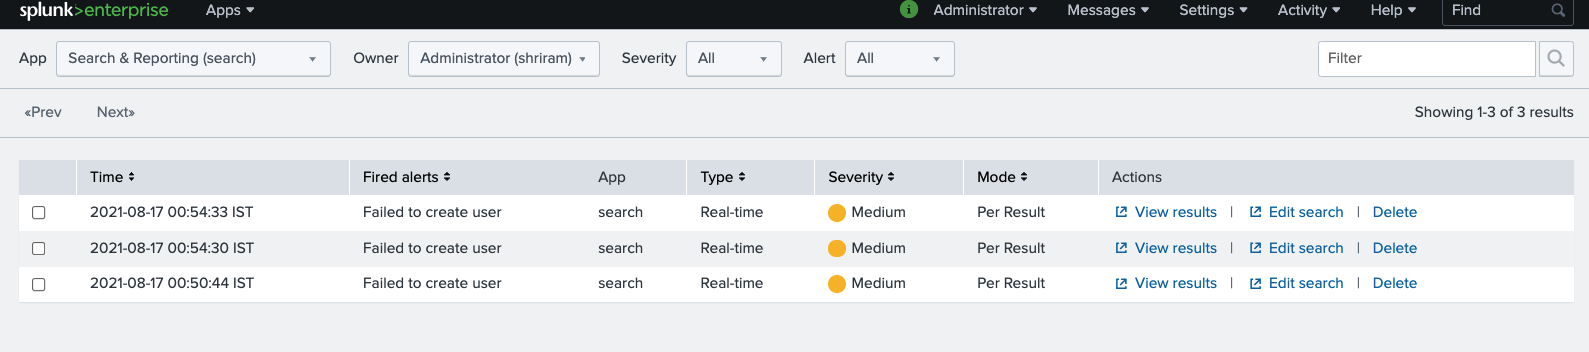 splunk>enterprise Apps Administrator Messages Settings Activity Help Find
App Search & Reporting (search) Owner Administrator (shriram) Severity All Alert All Filter
«Prev Next» Showing 1-3 of 3 results
Time Fired alerts App Type Severity Mode Actions
2021-08-17 00:54:33 IST Failed to create user search Real-time Medium Per Result View results | Edit search | Delete
2021-08-17 00:54:30 IST Failed to create user search Real-time Medium Per Result View results | Edit search | Delete
2021-08-17 00:50:44 IST Failed to create user search Real-time Medium Per Result View results | Edit search | Delete